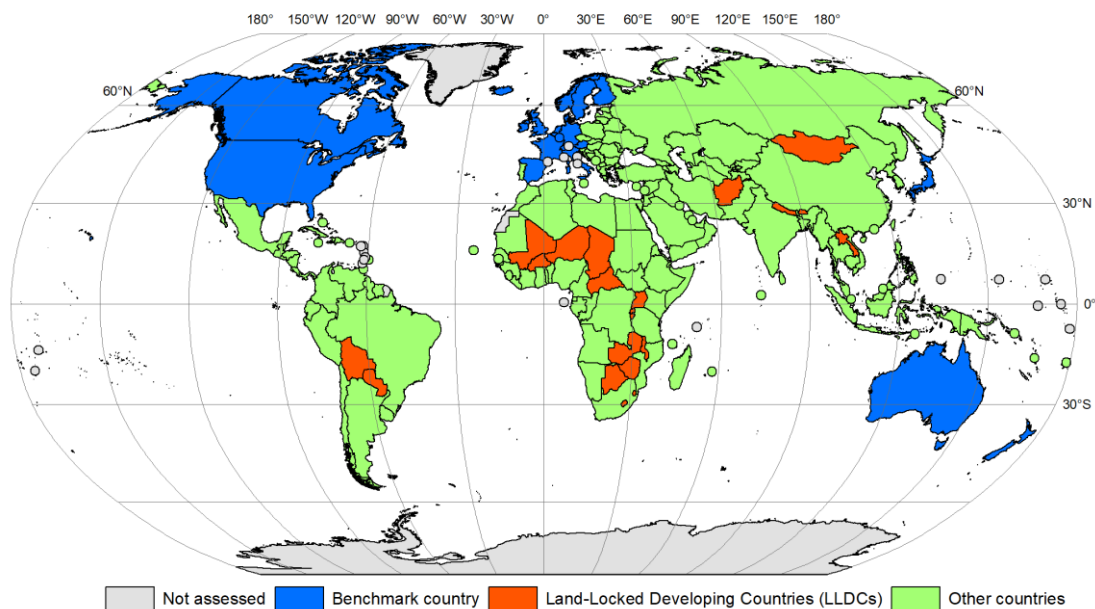 180° 150°W 120°W 90°W 60°W 30°W 0° 30°E 60°E 90°E 120°E 150°E 180°
60°N 60°N
30°N
0°
30°S
Not assessed Benchmark country Land-Locked Developing Countries (LLDCs) Other countries